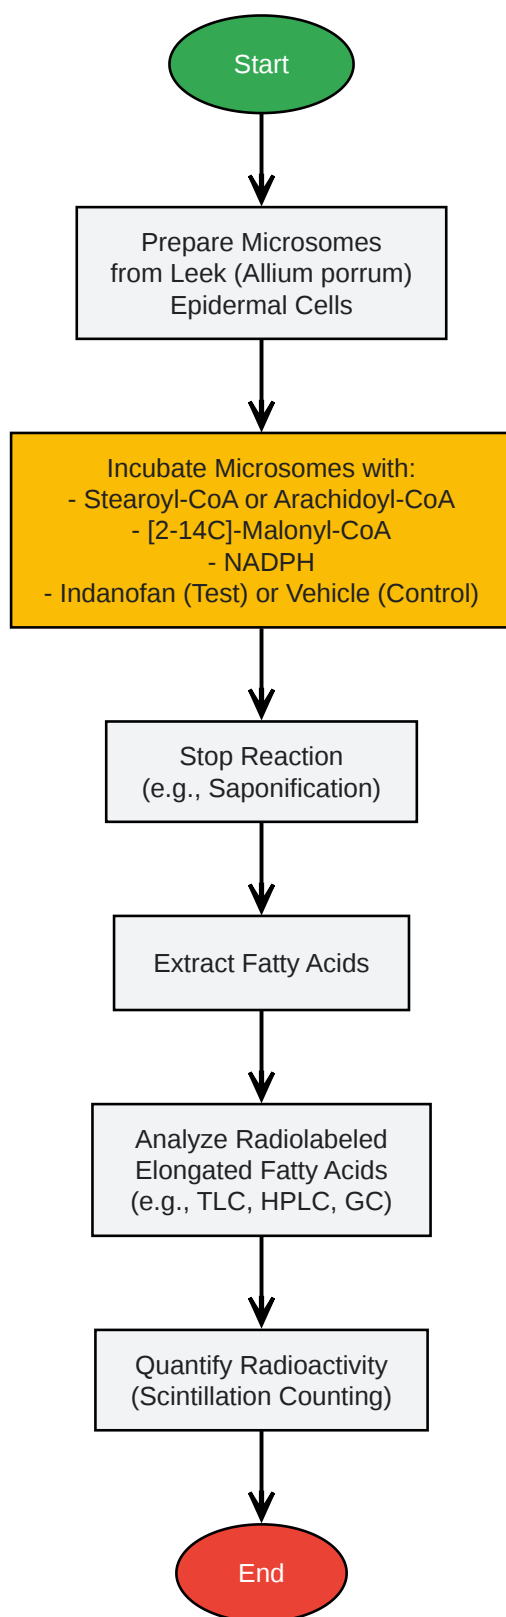 Start
Prepare Microsomes
from Leek (Allium porrum)
Epidermal Cells
Incubate Microsomes with:
- Stearoyl-CoA or Arachidoyl-CoA
- [2-14C]-Malonyl-CoA
- NADPH
- Indanofan (Test) or Vehicle (Control)
Stop Reaction
(e.g., Saponification)
Extract Fatty Acids
Analyze Radiolabeled
Elongated Fatty Acids
(e.g., TLC, HPLC, GC)
Quantify Radioactivity
(Scintillation Counting)
End